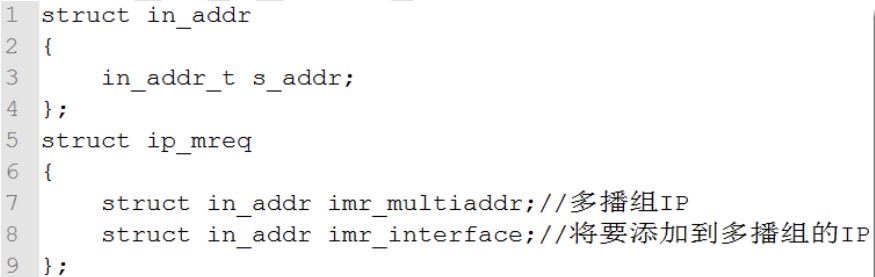 1 struct in_addr
2 {
3     in_addr_t s_addr;
4 };
5 struct ip_mreq
6 {
7     struct in_addr imr_multiaddr;//多播组IP
8     struct in_addr imr_interface;//将要添加到多播组的IP
9 };